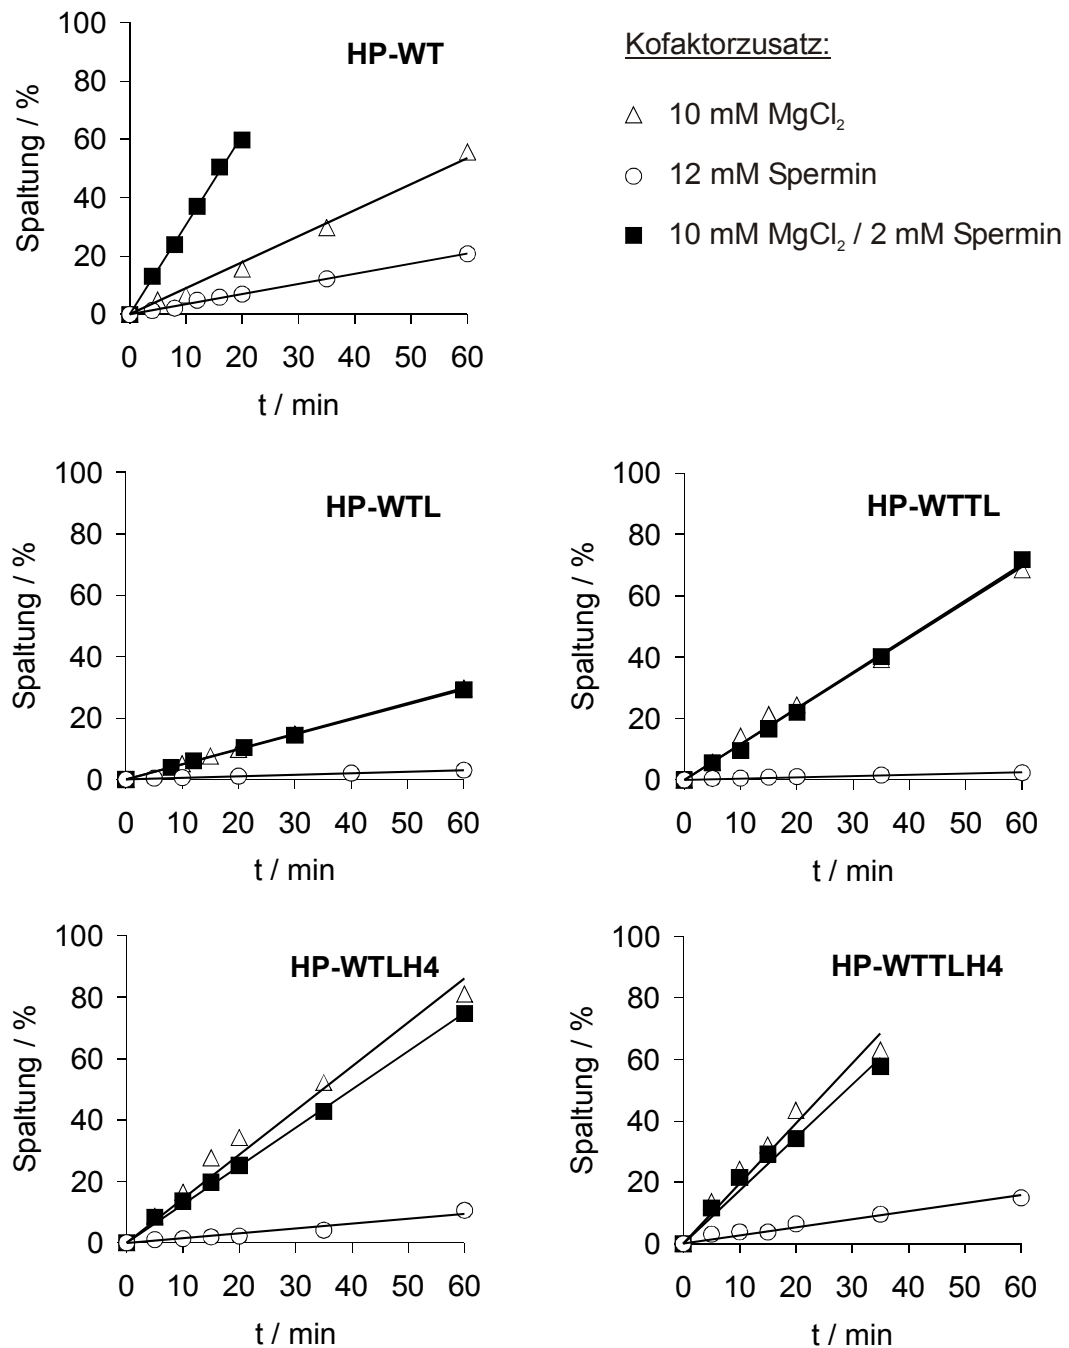 HP-WT
Spaltung / %
100
80
60
40
20
0
0 10 20 30 40 50 60
t / min
Kofaktorzusatz:
10 mM MgCl₂
12 mM Spermin
10 mM MgCl₂ / 2 mM Spermin
HP-WTL
Spaltung / %
100
80
60
40
20
0
0 10 20 30 40 50 60
t / min
HP-WTTL
Spaltung / %
100
80
60
40
20
0
0 10 20 30 40 50 60
t / min
HP-WTLH4
Spaltung / %
100
80
60
40
20
0
0 10 20 30 40 50 60
t / min
HP-WTTLH4
Spaltung / %
100
80
60
40
20
0
0 10 20 30 40 50 60
t / min